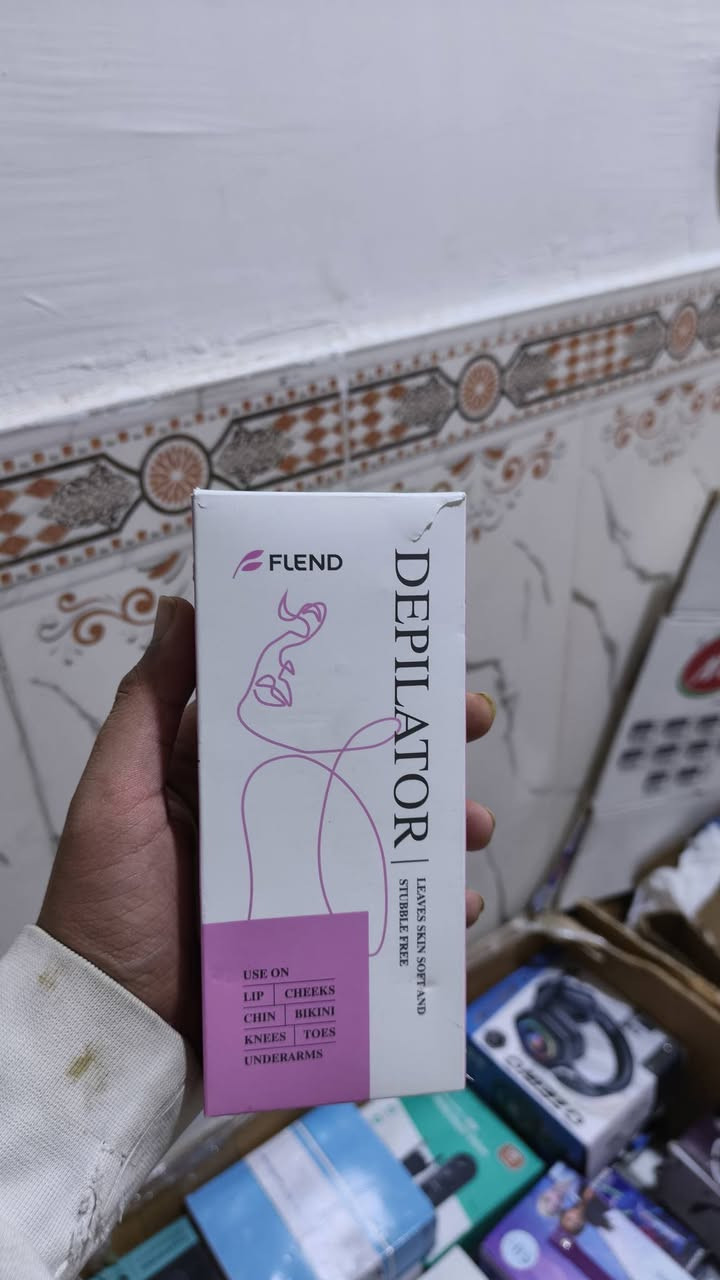 FLEND
DEPILATOR
LEAVES SKIN SOFT AND
STUBBLE FREE
USE ON
LIP CHEEKS
CHIN BIKINI
KNEES TOES
UNDERARMS